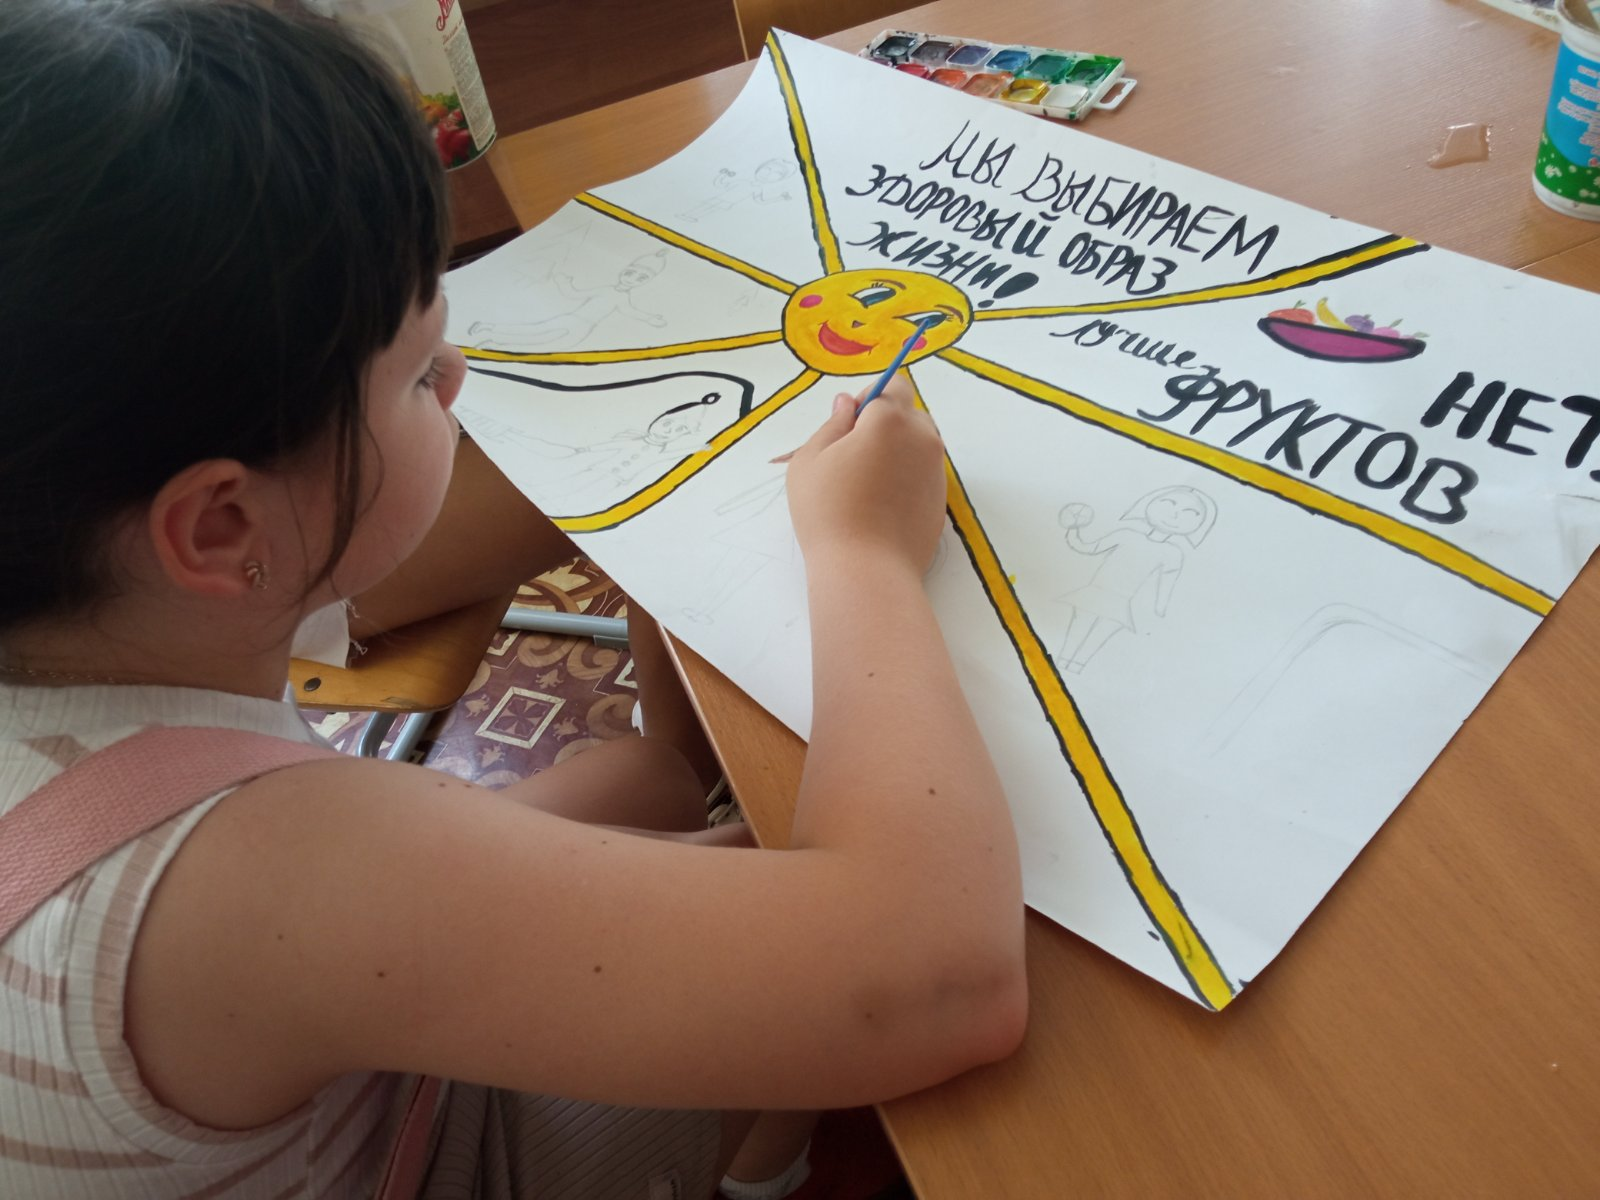 МЫ ВЫБИРАЕМ
ЗДОРОВЫЙ ОБРАЗ
ЖИЗНИ!
лучше
ФРУКТОВ
НЕТ